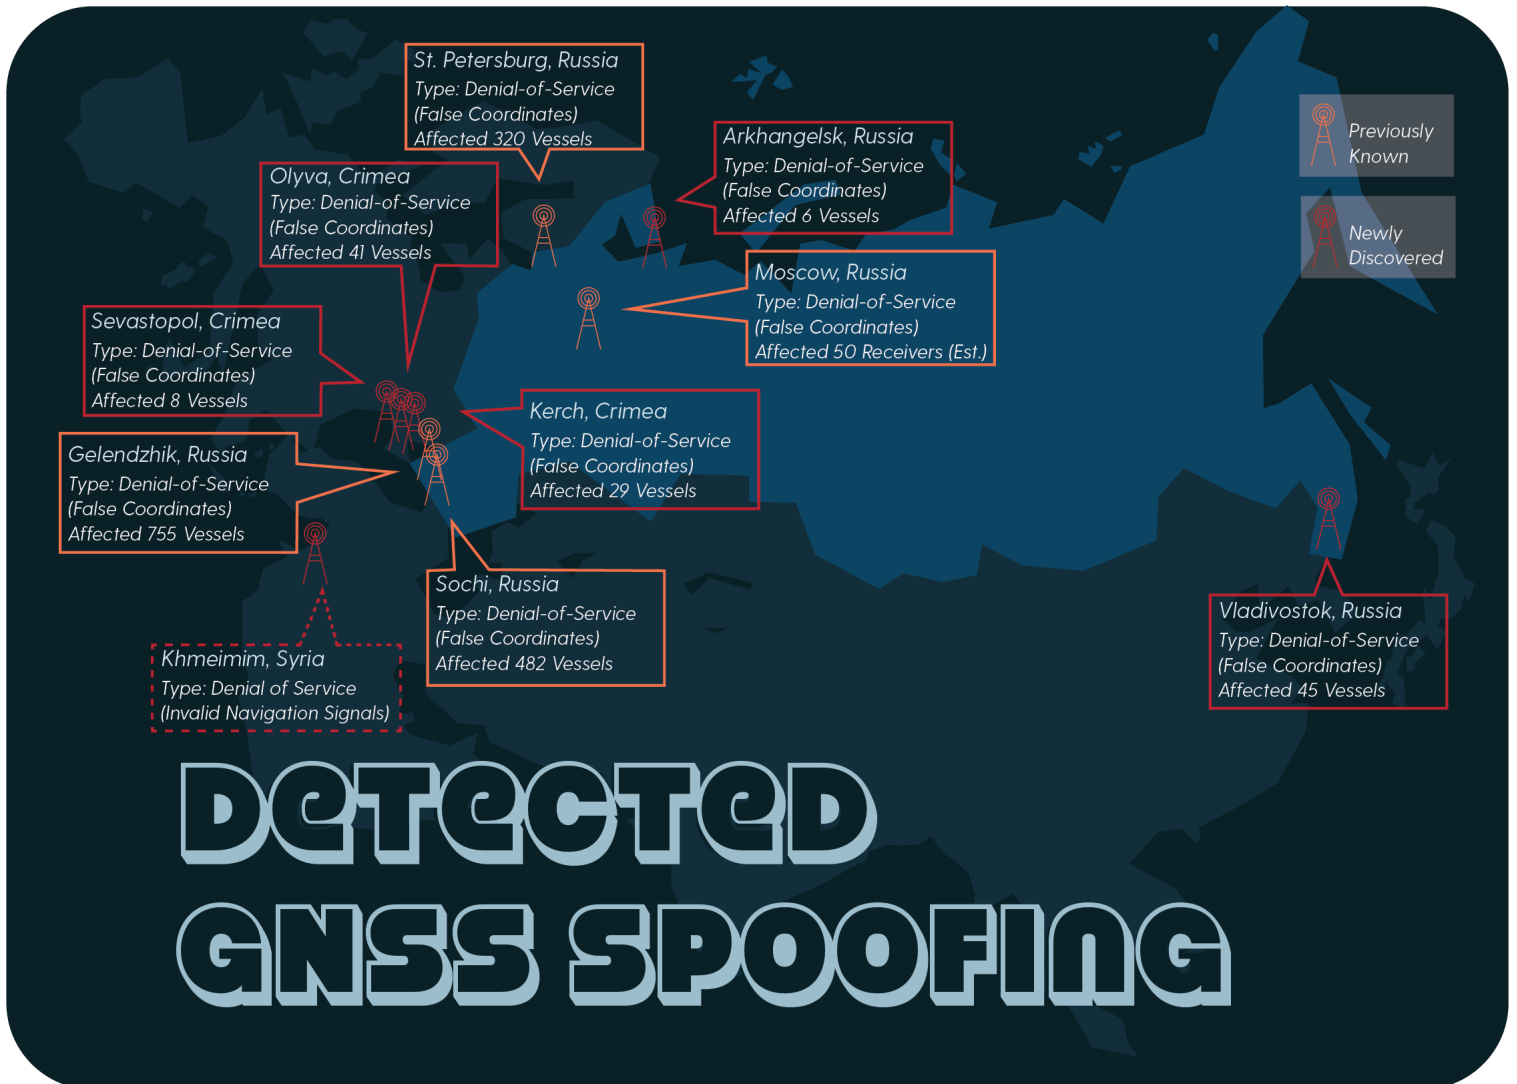 St. Petersburg, Russia
Type: Denial-of-Service
(False Coordinates)
Affected 320 Vessels
Arkhangelsk, Russia
Type: Denial-of-Service
(False Coordinates)
Affected 6 Vessels
Previously
Known
Newly
Discovered
Olyva, Crimea
Type: Denial-of-Service
(False Coordinates)
Affected 41 Vessels
Moscow, Russia
Type: Denial-of-Service
(False Coordinates)
Affected 50 Receivers (Est.)
Sevastopol, Crimea
Type: Denial-of-Service
(False Coordinates)
Affected 8 Vessels
Kerch, Crimea
Type: Denial-of-Service
(False Coordinates)
Affected 29 Vessels
Gelendzhik, Russia
Type: Denial-of-Service
(False Coordinates)
Affected 755 Vessels
Sochi, Russia
Type: Denial-of-Service
(False Coordinates)
Affected 482 Vessels
Vladivostok, Russia
Type: Denial-of-Service
(False Coordinates)
Affected 45 Vessels
Khmeimim, Syria
Type: Denial of Service
(Invalid Navigation Signals)
DeTeCTeD
GNSS SPOOFING